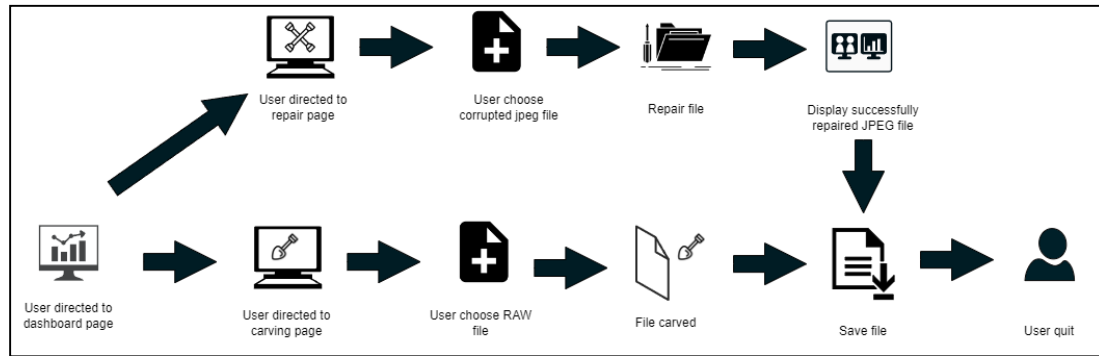 User directed to
repair page
User choose
corrupted jpeg file
Repair file
Display successfully
repaired JPEG file
User directed to
dashboard page
User directed to
carving page
User choose RAW
file
File carved
Save file
User quit